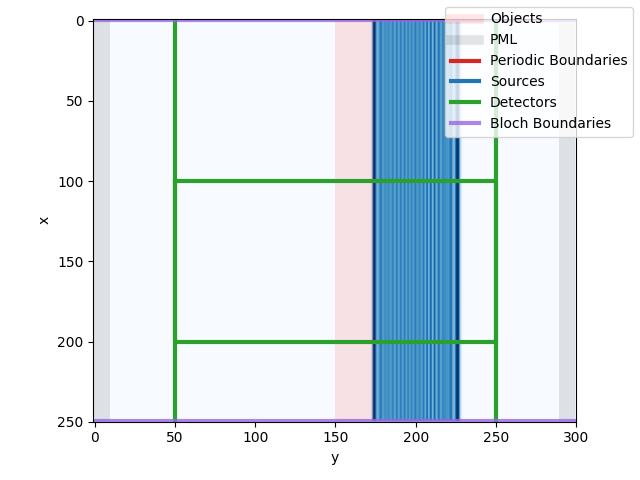 Objects
PML
Periodic Boundaries
Sources
Detectors
Bloch Boundaries
0
50
100
150
200
250
x
0 50 100 150 200 250 300
y